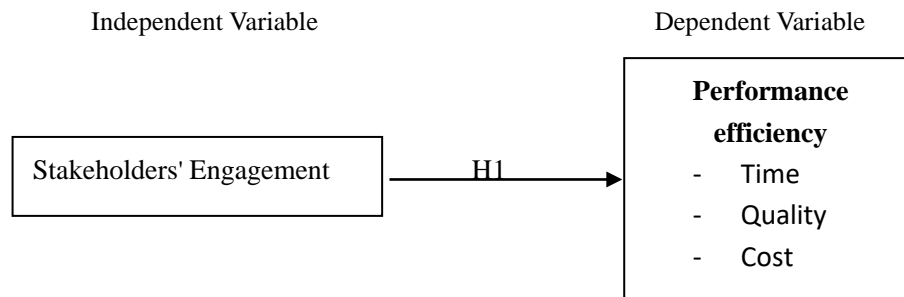 Independent Variable
Dependent Variable
Stakeholders' Engagement
H1
Performance
efficiency
- Time
- Quality
- Cost